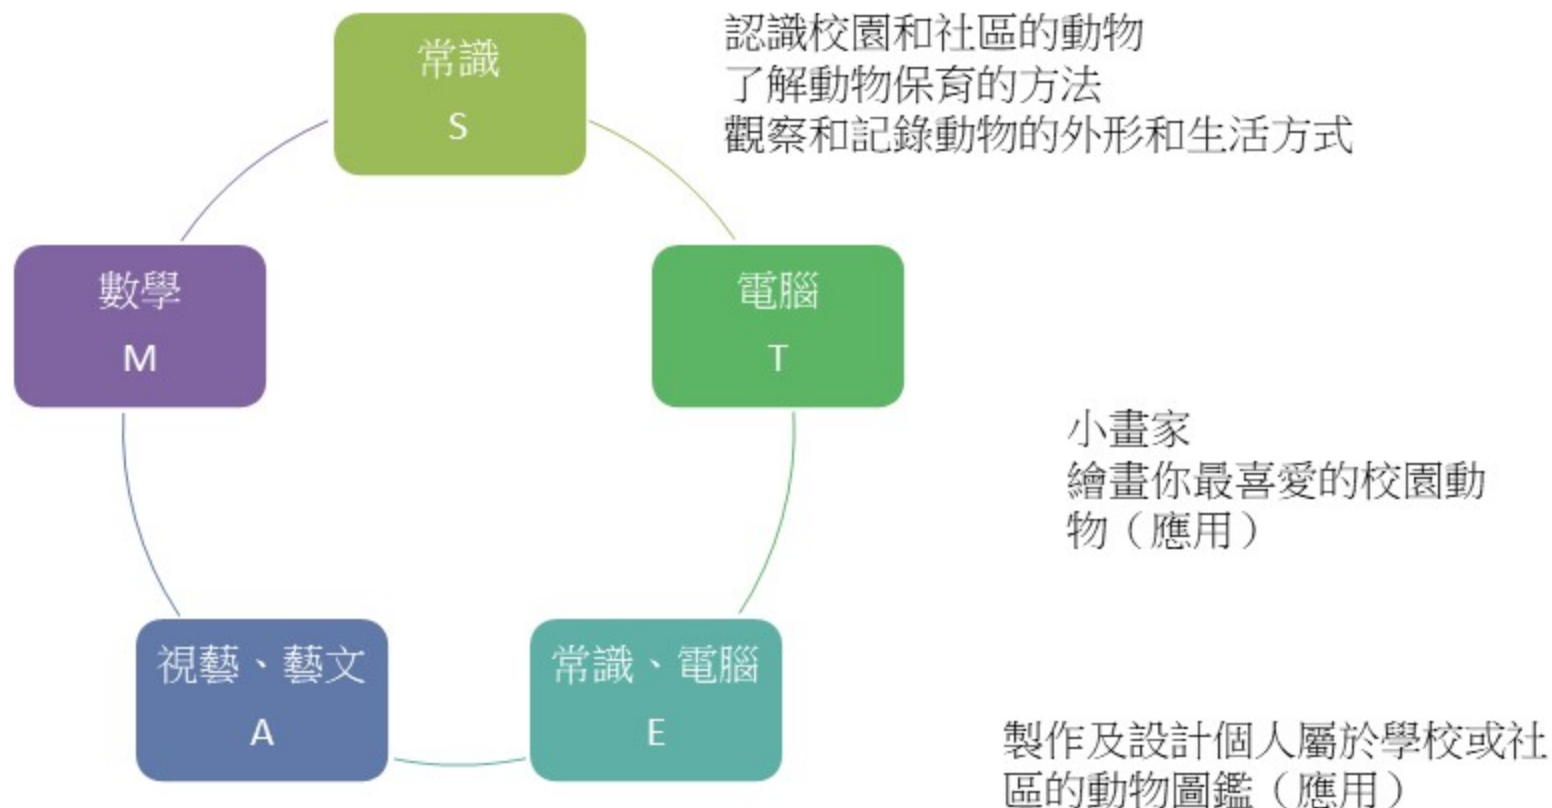 常識
S
認識校園和社區的動物
了解動物保育的方法
觀察和記錄動物的外形和生活方式
數學
M
電腦
T
小畫家
繪畫你最喜愛的校園動
物（應用）
視藝、藝文
A
常識、電腦
E
製作及設計個人屬於學校或社
區的動物圖鑑（應用）